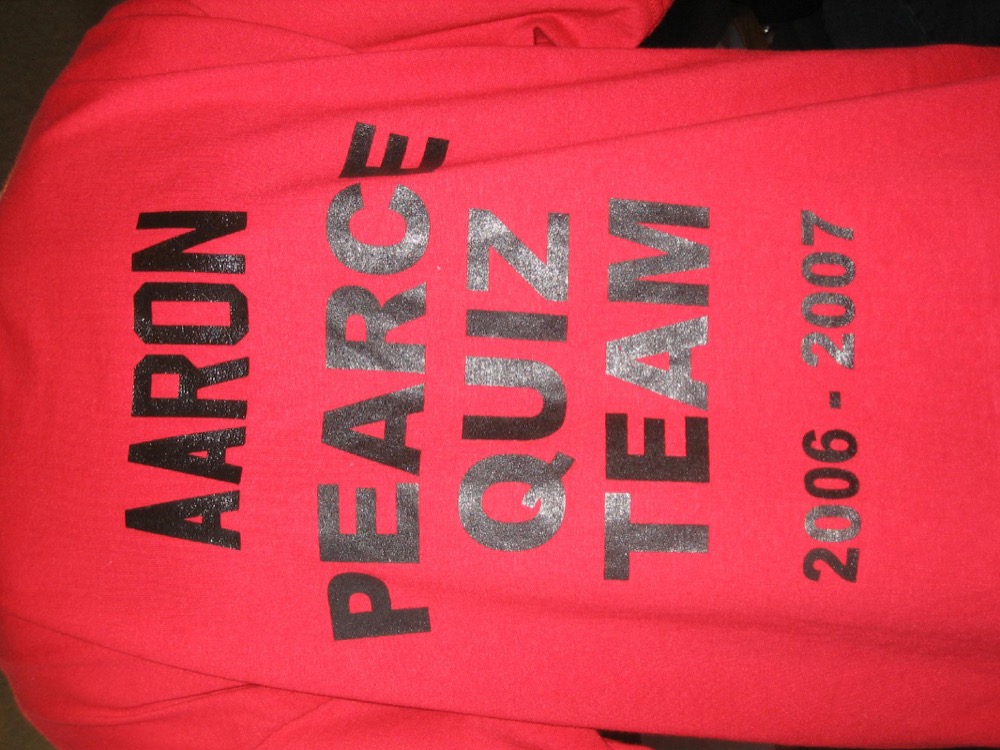 AARON
PEARCE
QUIZ
TEAM
2006 - 2007